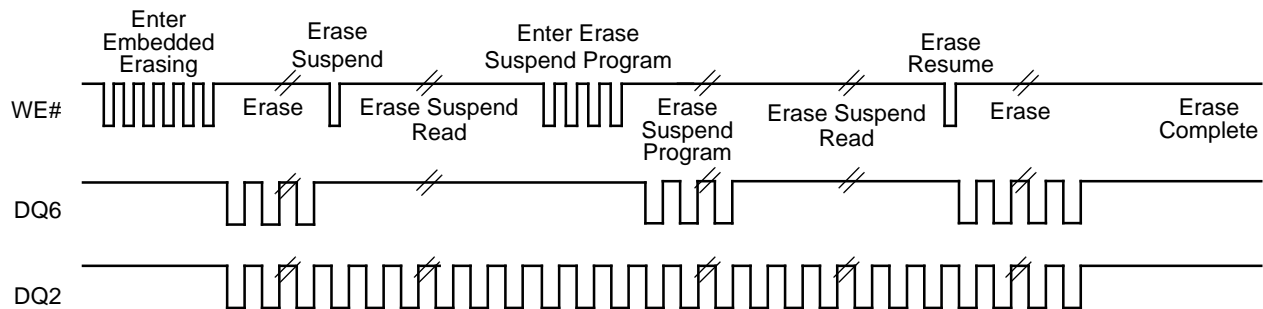 Enter
Embedded
Erasing
Erase
Suspend
Enter Erase
Suspend Program
Erase
Resume
WE#
Erase
Erase Suspend
Read
Erase
Suspend
Program
Erase Suspend
Read
Erase
Erase
Complete
DQ6
DQ2